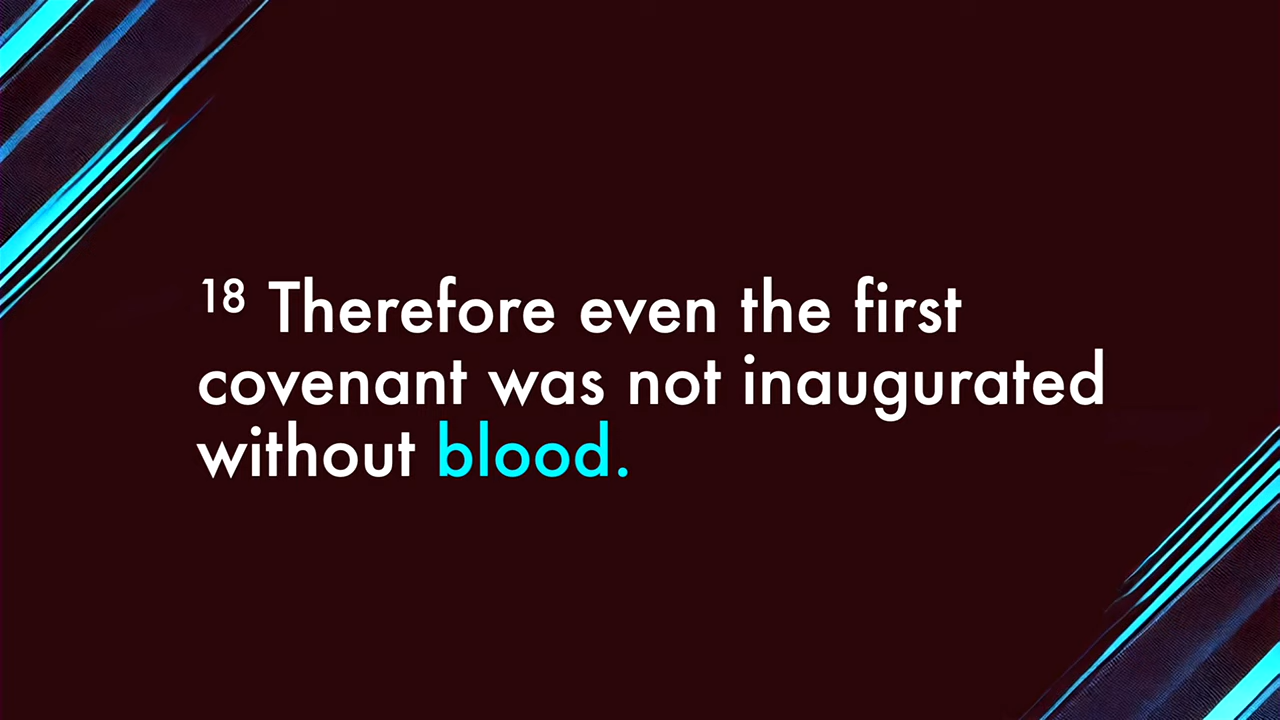 18 Therefore even the first
covenant was not inaugurated
without blood.